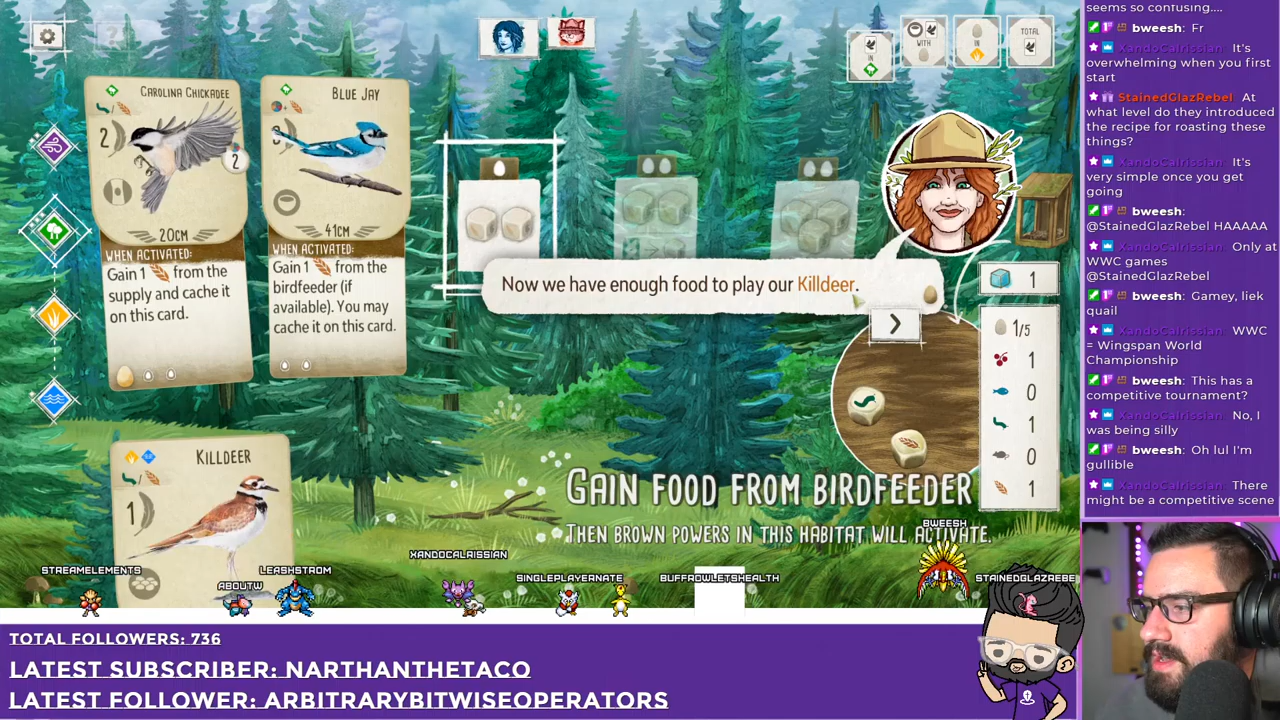 CAROLINA CHICKADEE
2
2
20CM
WHEN ACTIVATED:
Gain 1 from the
supply and cache it
on this card.
BLUE JAY
41CM
WHEN ACTIVATED:
Gain 1 from the
birdfeeder (if
available). You may
cache it on this card.
IN
WITH
IN
TOTAL
Now we have enough food to play our Killdeer.
1
1/5
1
0
1
0
1
KILLDEER
1
GAIN FOOD FROM BIRDFEEDER
THEN BROWN POWERS IN THIS HABITAT WILL ACTIVATE.
STREAMELEMENTS
ABOUTW
LEASHSTROM
XANDOCALRISSIAN
SINGLEPLAYERNATE
BUFFROWLETSHEALTH
BWEESH
STAINEDGLAZREBE
TOTAL FOLLOWERS: 736
LATEST SUBSCRIBER: NARTHANTHETACO
LATEST FOLLOWER: ARBITRARYBITWISEOPERATORS
seems so confusing....
bweesh: Fr
XandoCalrissian: It's
overwhelming when you first
start
StainedGlazRebel: At
what level do they introduced
the recipe for roasting these
things?
XandoCalrissian: It's
very simple once you get
going
bweesh:
@StainedGlazRebel HAAAAA
XandoCalrissian: Only at
WWC games
@StainedGlazRebel
bweesh: Gamey, liek
quail
XandoCalrissian: WWC
= Wingspan World
Championship
bweesh: This has a
competitive tournament?
XandoCalrissian: No, I
was being silly
bweesh: Oh lul I'm
gullible
XandoCalrissian: There
might be a competitive scene